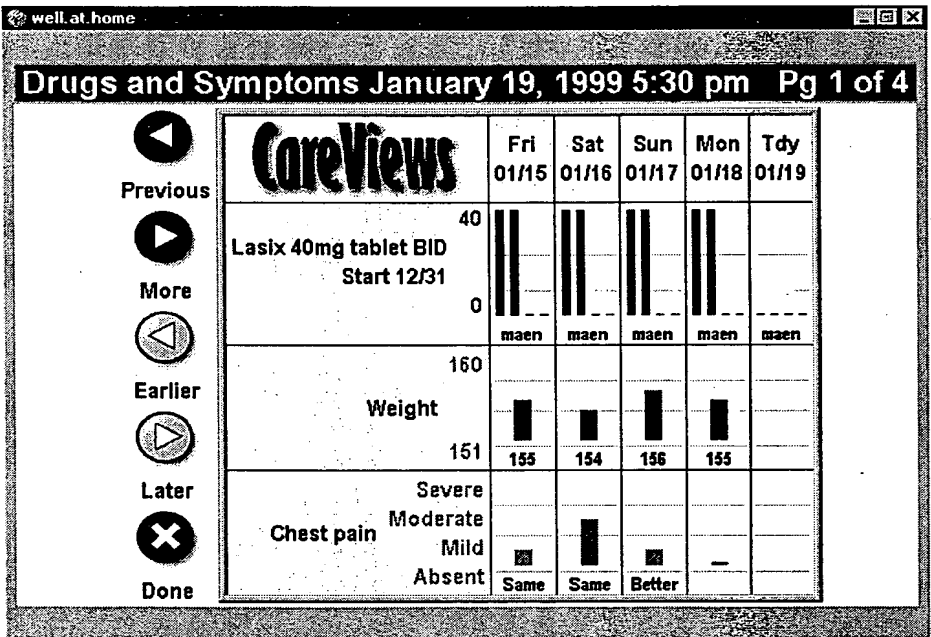 well.at.home
Drugs and Symptoms January 19, 1999 5:30 pm Pg 1 of 4
Previous
More
Earlier
Later
Done
CareViews
Fri Sat Sun Mon Tdy
01/15 01/16 01/17 01/18 01/19
40
Lasix 40mg tablet BID
Start 12/31
0
maen maen maen maen maen
160
Weight
151
155 154 156 155
Severe
Moderate
Chest pain
Mild
Absent
Same Same Better